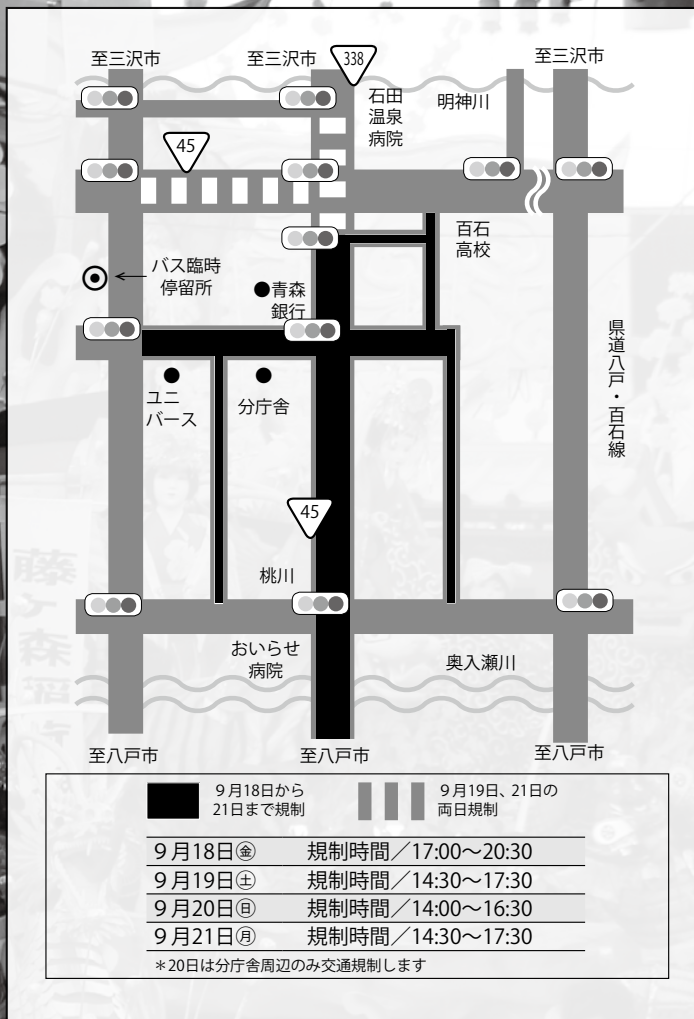 至三沢市
至三沢市
338
至三沢市
石田
温泉
病院
明神川
45
百石
高校
バス臨時
停留所
青森
銀行
県道八戸・百石線
ユニ
バース
分庁舎
45
桃川
おいらせ
病院
奥入瀬川
至八戸市
至八戸市
至八戸市
9月18日から
21日まで規制
9月19日、21日の
両日規制
9月18日㊎ 規制時間／17:00〜20:30
9月19日㊏ 規制時間／14:30〜17:30
9月20日㊐ 規制時間／14:00〜16:30
9月21日㊊ 規制時間／14:30〜17:30
＊20日は分庁舎周辺のみ交通規制します